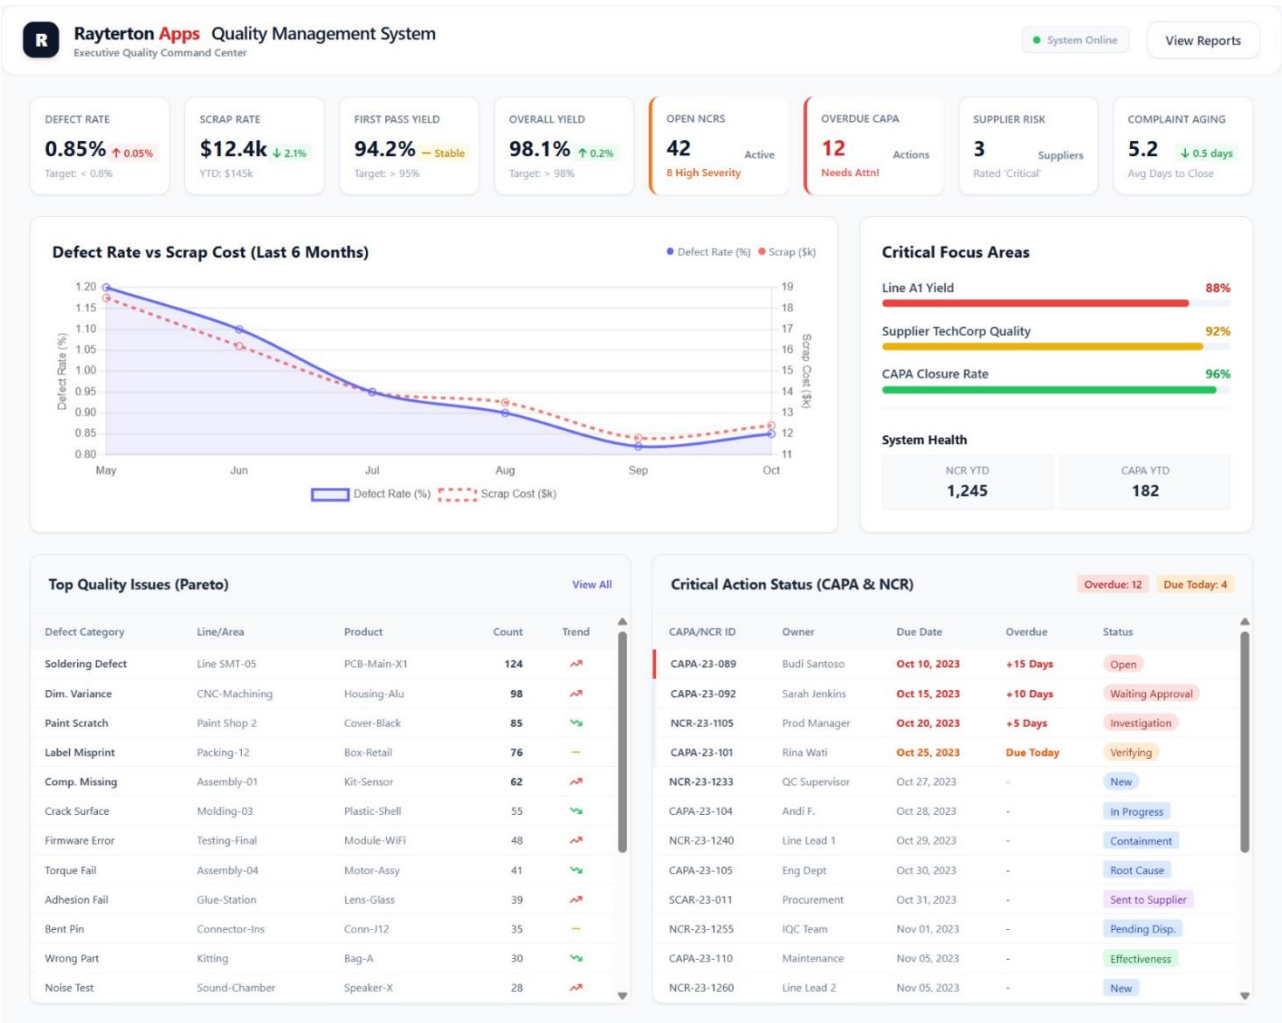 R
Rayterton Apps Quality Management System
Executive Quality Command Center
System Online
View Reports
DEFECT RATE
0.85% ↑ 0.05%
Target: < 0.8%
SCRAP RATE
$12.4k ↓ 2.1%
YTD: $145k
FIRST PASS YIELD
94.2% — Stable
Target: > 95%
OVERALL YIELD
98.1% ↑ 0.2%
Target: > 98%
OPEN NCRS
42 Active
8 High Severity
OVERDUE CAPA
12 Actions
Needs Attn!
SUPPLIER RISK
3 Suppliers
Rated 'Critical'
COMPLAINT AGING
5.2 ↓ 0.5 days
Avg Days to Close
Defect Rate vs Scrap Cost (Last 6 Months)
Defect Rate (%) Scrap ($k)
1.20
1.15
1.10
1.05
1.00
0.95
0.90
0.85
0.80
Defect Rate (%)
19
18
17
16
15
14
13
12
11
Scrap Cost ($k)
May Jun Jul Aug Sep Oct
Defect Rate (%) Scrap Cost ($k)
Critical Focus Areas
Line A1 Yield 88%
Supplier TechCorp Quality 92%
CAPA Closure Rate 96%
System Health
NCR YTD
1,245
CAPA YTD
182
Top Quality Issues (Pareto) View All
Defect Category Line/Area Product Count Trend
Soldering Defect Line SMT-05 PCB-Main-X1 124
Dim. Variance CNC-Machining Housing-Alu 98
Paint Scratch Paint Shop 2 Cover-Black 85
Label Misprint Packing-12 Box-Retail 76
Comp. Missing Assembly-01 Kit-Sensor 62
Crack Surface Molding-03 Plastic-Shell 55
Firmware Error Testing-Final Module-WiFi 48
Torque Fail Assembly-04 Motor-Assy 41
Adhesion Fail Glue-Station Lens-Glass 39
Bent Pin Connector-Ins Conn-J12 35
Wrong Part Kitting Bag-A 30
Noise Test Sound-Chamber Speaker-X 28
Critical Action Status (CAPA & NCR) Overdue: 12 Due Today: 4
CAPA/NCR ID Owner Due Date Overdue Status
CAPA-23-089 Budi Santoso Oct 10, 2023 +15 Days Open
CAPA-23-092 Sarah Jenkins Oct 15, 2023 +10 Days Waiting Approval
NCR-23-1105 Prod Manager Oct 20, 2023 +5 Days Investigation
CAPA-23-101 Rina Wati Oct 25, 2023 Due Today Verifying
NCR-23-1233 QC Supervisor Oct 27, 2023 - New
CAPA-23-104 Andi F. Oct 28, 2023 - In Progress
NCR-23-1240 Line Lead 1 Oct 29, 2023 - Containment
CAPA-23-105 Eng Dept Oct 30, 2023 - Root Cause
SCAR-23-011 Procurement Oct 31, 2023 - Sent to Supplier
NCR-23-1255 IQC Team Nov 01, 2023 - Pending Disp.
CAPA-23-110 Maintenance Nov 05, 2023 - Effectiveness
NCR-23-1260 Line Lead 2 Nov 05, 2023 - New